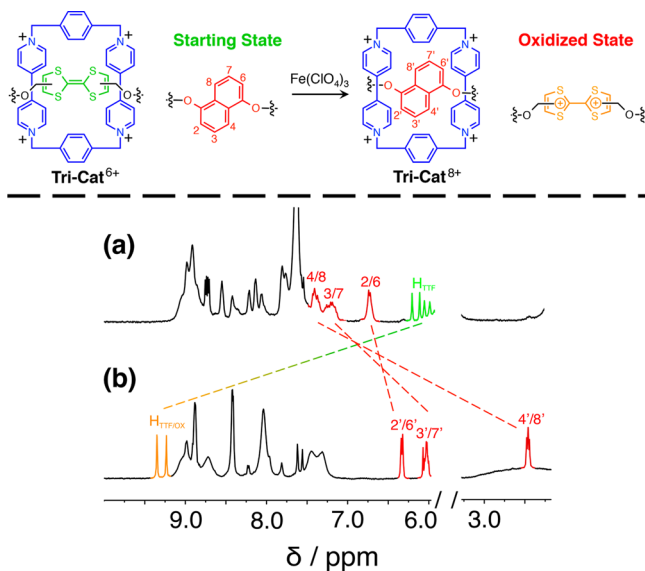 Starting State
Oxidized State
+N
N+
S
S
S
S
O
O
+N
N+
8
7
6
O
O
2
3
4
Fe(ClO4)3
+N
N+
8'
7'
6'
O
O
2'
3'
4'
+N
N+
S
S
+
+
S
S
O
O
Tri-Cat6+
Tri-Cat8+
(a)
4/8
3/7
2/6
HTTF
(b)
HTTF/OX
2'/6'
3'/7'
4'/8'
9.0 8.0 7.0 6.0 // 3.0
δ / ppm